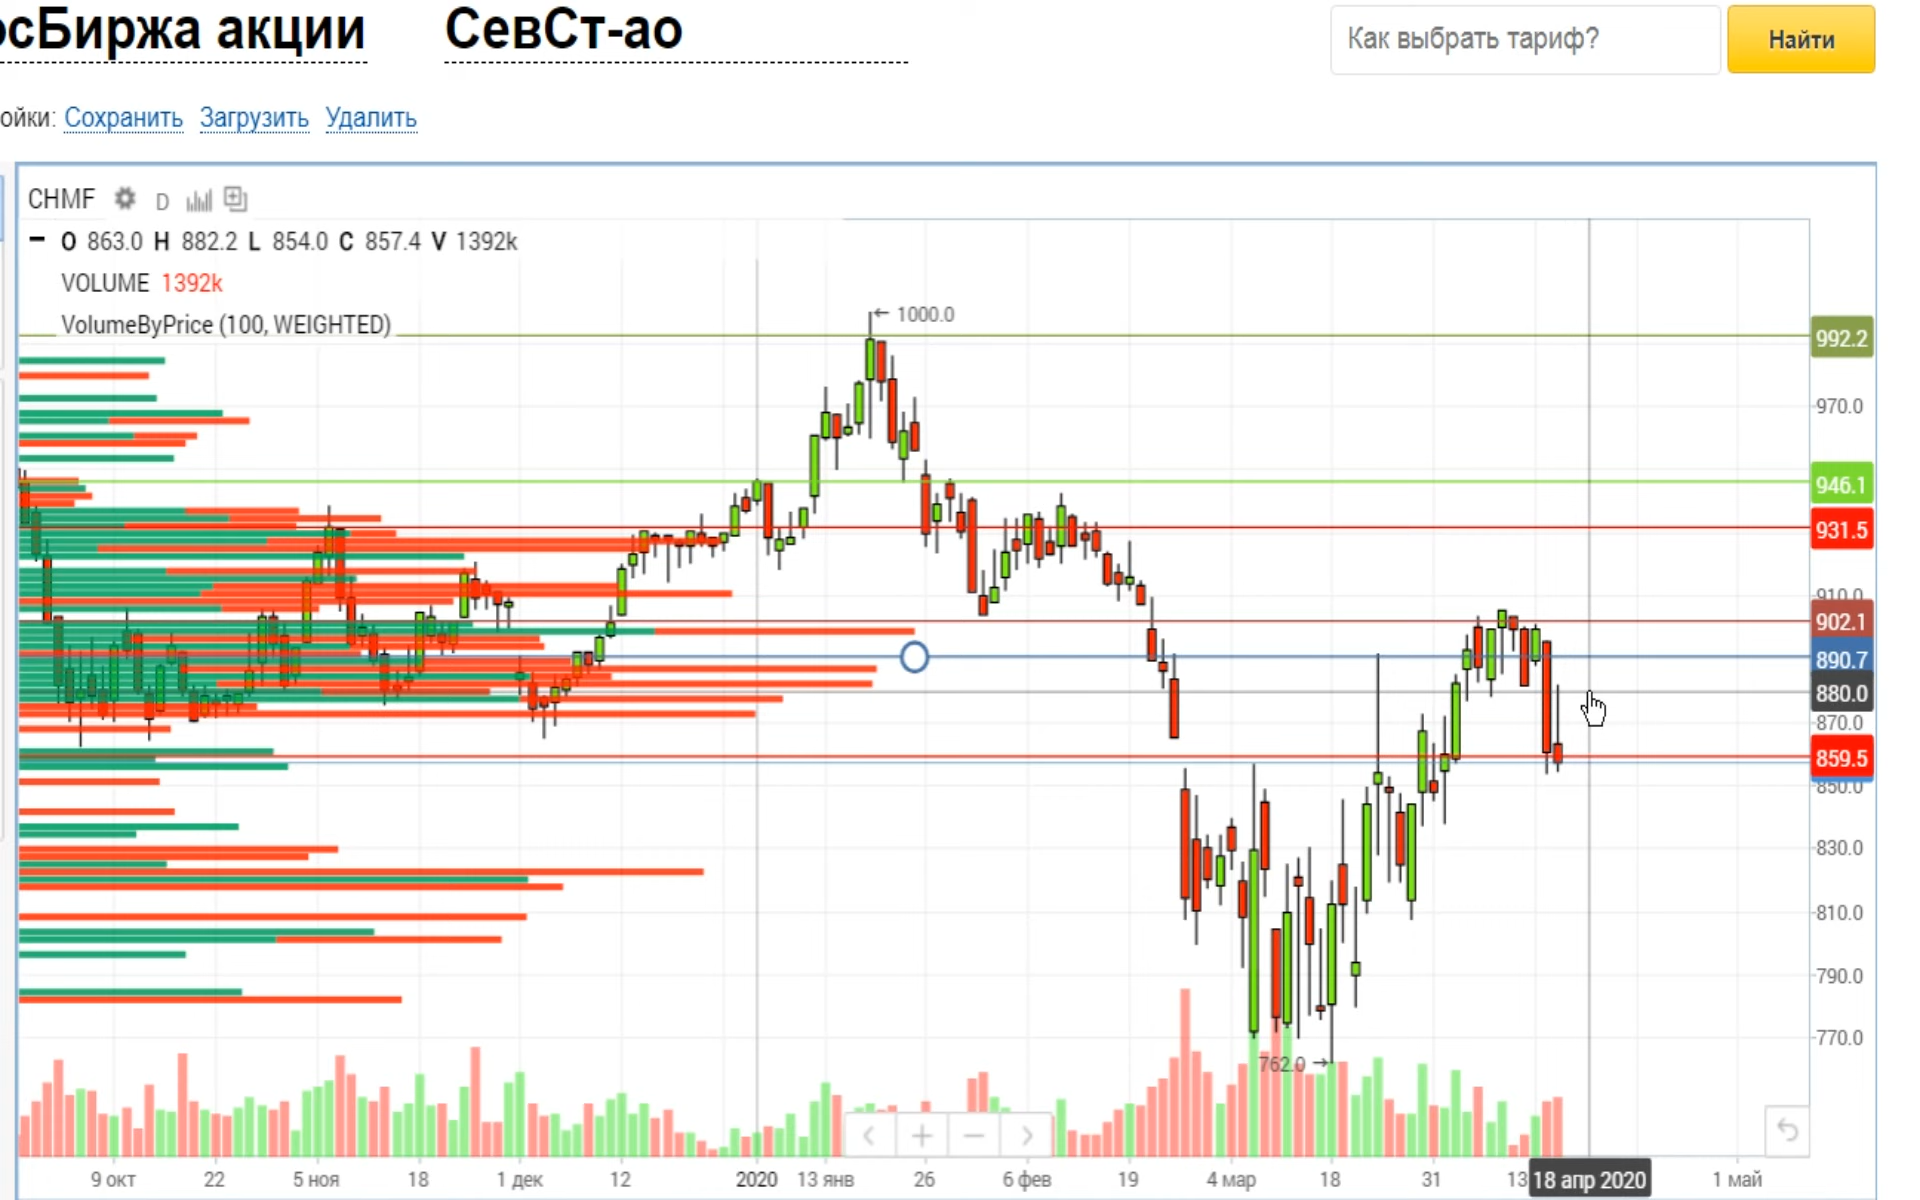 осБиржа акции СевСт-ао
Как выбрать тариф? Найти
ойки: Сохранить Загрузить Удалить
CHMF D
O 863.0 H 882.2 L 854.0 C 857.4 V 1392k
VOLUME 1392k
VolumeByPrice (100, WEIGHTED)
← 1000.0
992.2
970.0
946.1
931.5
910.0
902.1
890.7
880.0
870.0
859.5
850.0
830.0
810.0
790.0
770.0
762.0 →
9 окт 22 5 ноя 18 1 дек 12 2020 13 янв 26 6 фев 19 4 мар 18 31 13 18 апр 2020 1 май